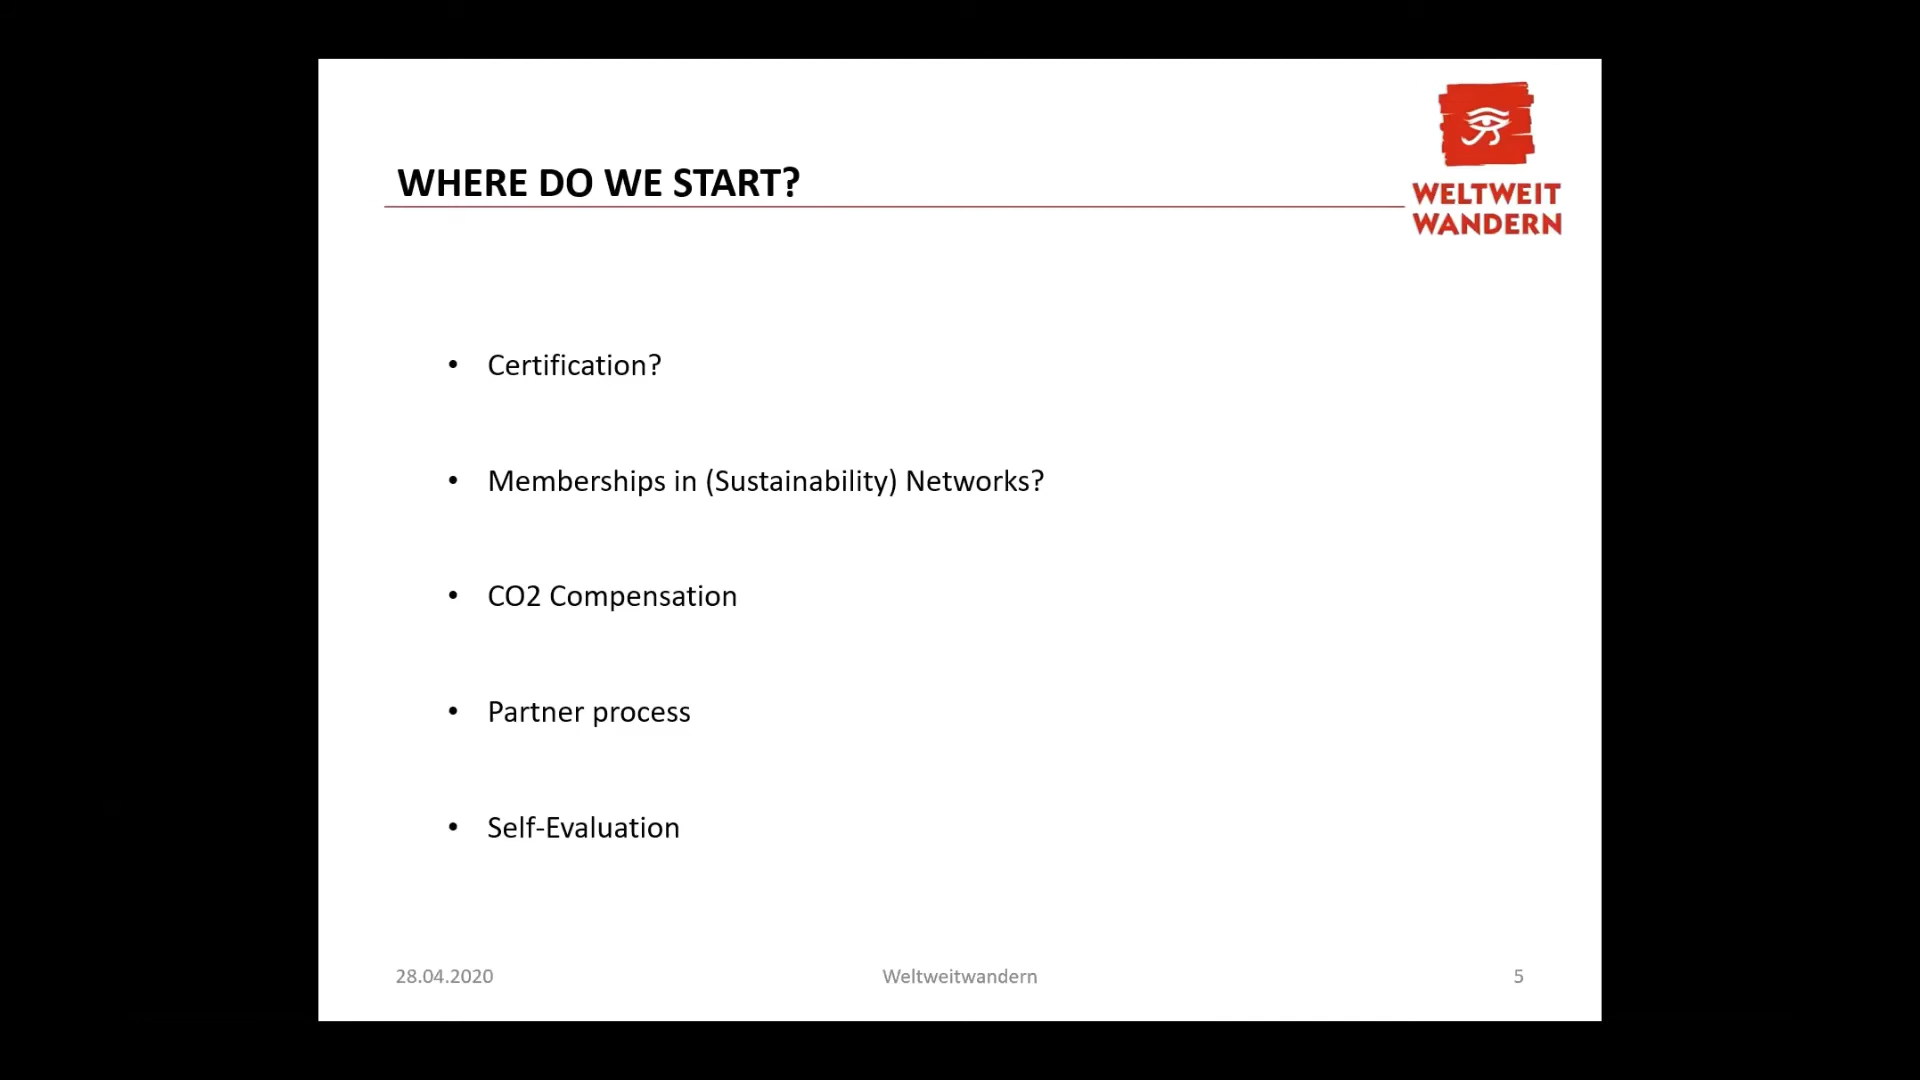 WELTWEIT
WANDERN
WHERE DO WE START?
• Certification?
• Memberships in (Sustainability) Networks?
• CO2 Compensation
• Partner process
• Self-Evaluation
28.04.2020
Weltweitwandern
5